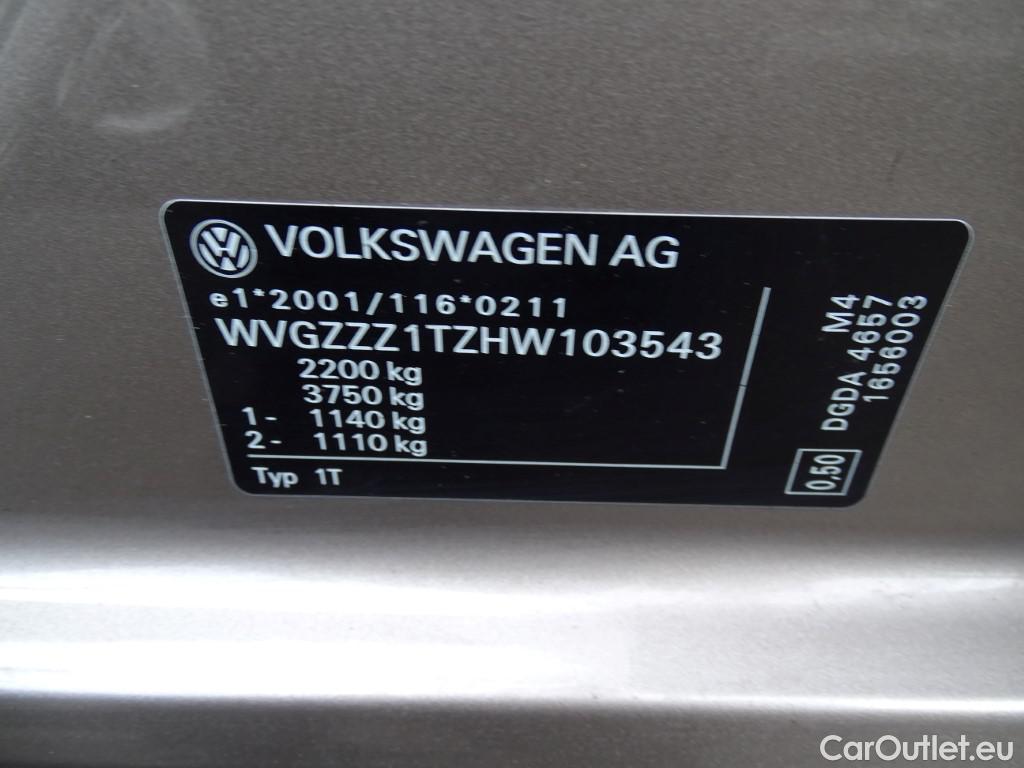 VOLKSWAGEN AG
e1*2001/116*0211
WVGZZZ1TZHW103543
2200 kg
3750 kg
1- 1140 kg
2- 1110 kg
Typ 1T
M4
DGDA 4657
1656003
0,50
CarOutlet.eu